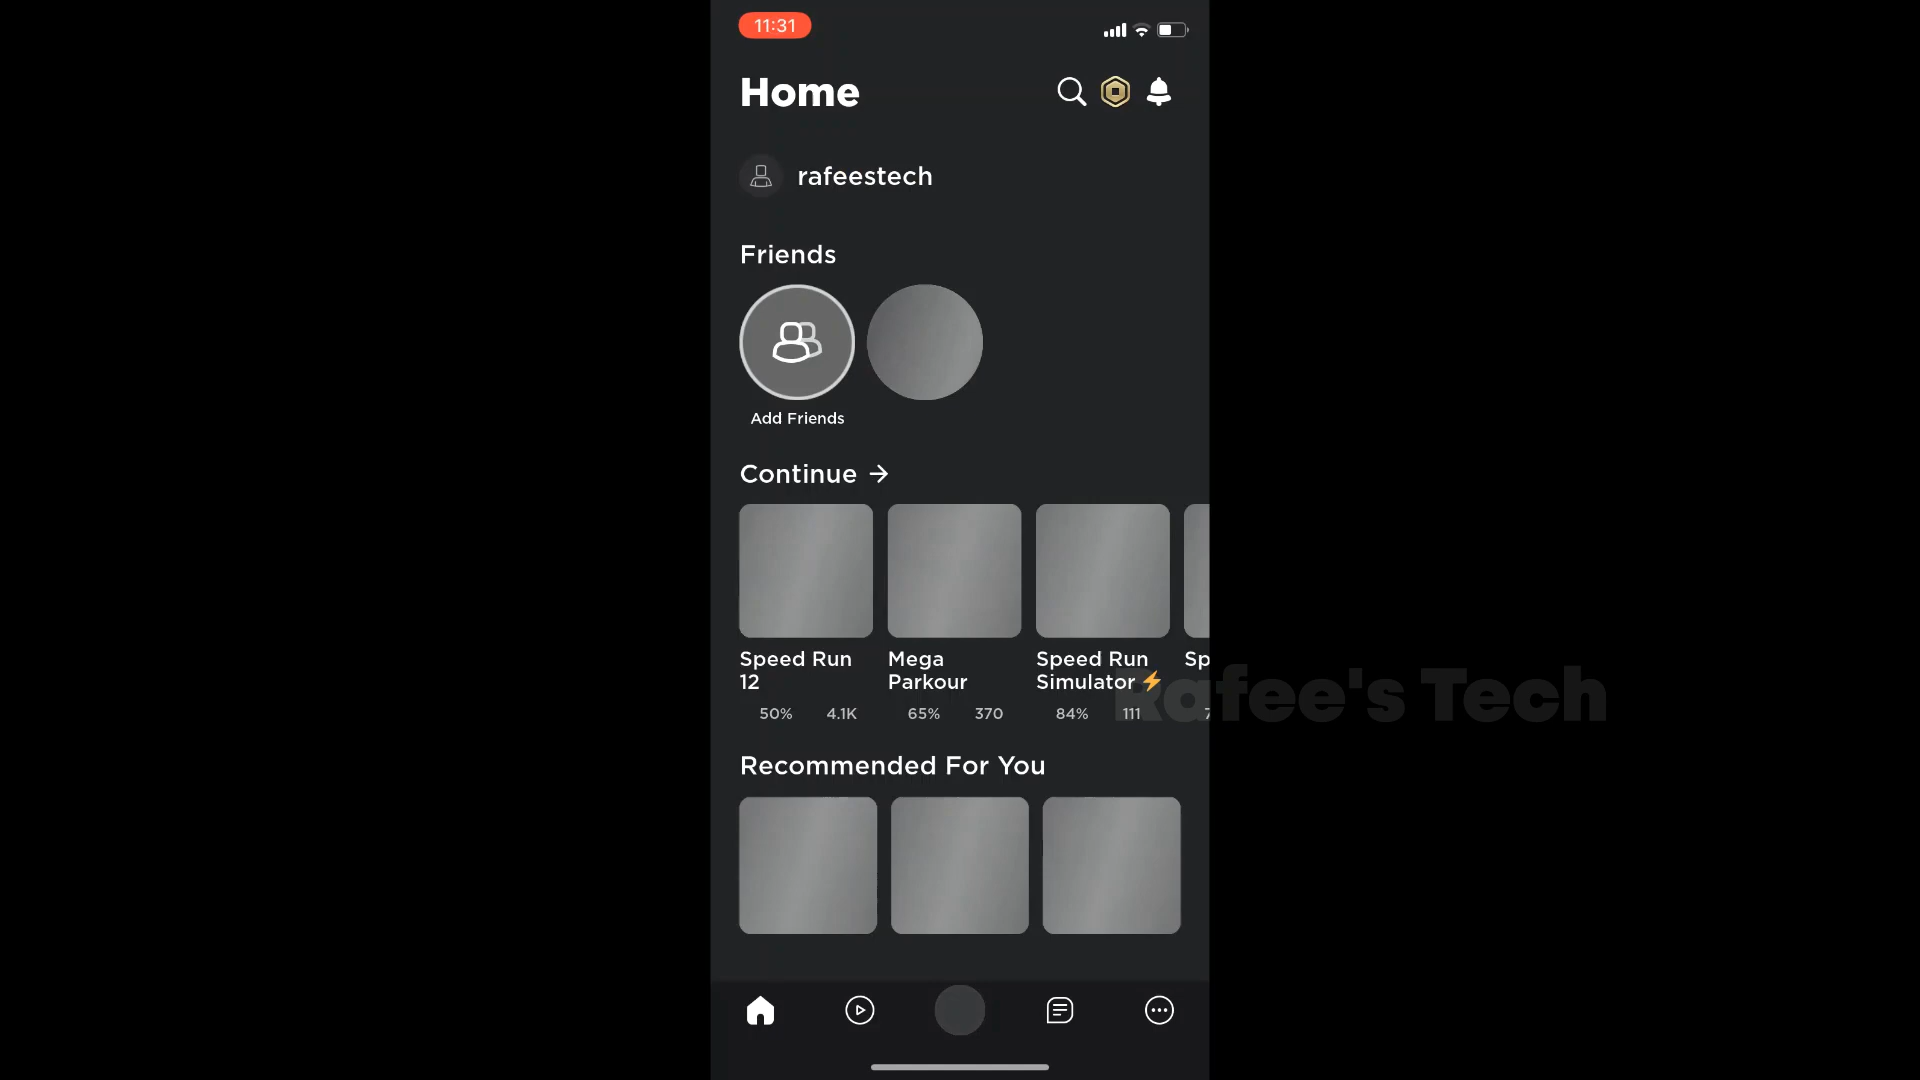 11:31
Home
rafeestech
Friends
Add Friends
Continue →
Speed Run
12
50% 4.1K
Mega
Parkour
65% 370
Speed Run
Simulator ⚡
84% 111
Sp
7
Rafee's Tech
Recommended For You